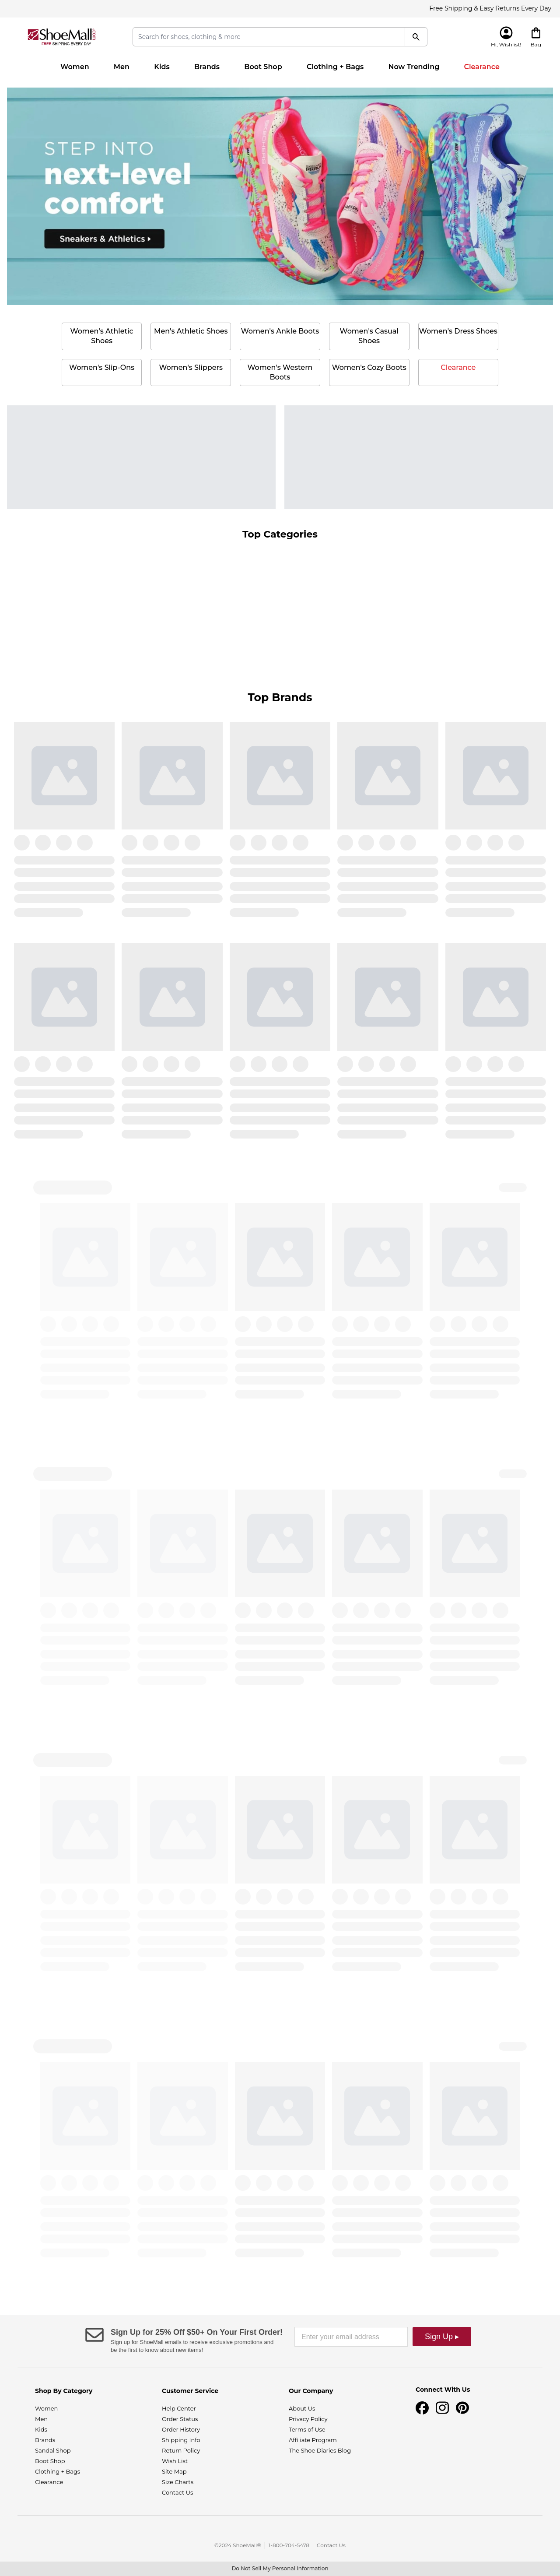 Free Shipping & Easy Returns Every Day
ShoeMall
FREE SHIPPING EVERY DAY
Search for shoes, clothing & more
Hi, Wishlist!
Bag
Women
Men
Kids
Brands
Boot Shop
Clothing + Bags
Now Trending
Clearance
STEP INTO
next-level
comfort
Sneakers & Athletics ▸
Women's Athletic
Shoes
Men's Athletic Shoes
Women's Ankle Boots
Women's Casual
Shoes
Women's Dress Shoes
Women's Slip-Ons
Women's Slippers
Women's Western
Boots
Women's Cozy Boots
Clearance
Top Categories
Top Brands
Sign Up for 25% Off $50+ On Your First Order!
Sign up for ShoeMall emails to receive exclusive promotions and
be the first to know about new items!
Enter your email address
Sign Up ▸
Shop By Category
Women
Men
Kids
Brands
Sandal Shop
Boot Shop
Clothing + Bags
Clearance
Customer Service
Help Center
Order Status
Order History
Shipping Info
Return Policy
Wish List
Site Map
Size Charts
Contact Us
Our Company
About Us
Privacy Policy
Terms of Use
Affiliate Program
The Shoe Diaries Blog
Connect With Us
©2024 ShoeMall® | 1-800-704-5478 | Contact Us
Do Not Sell My Personal Information